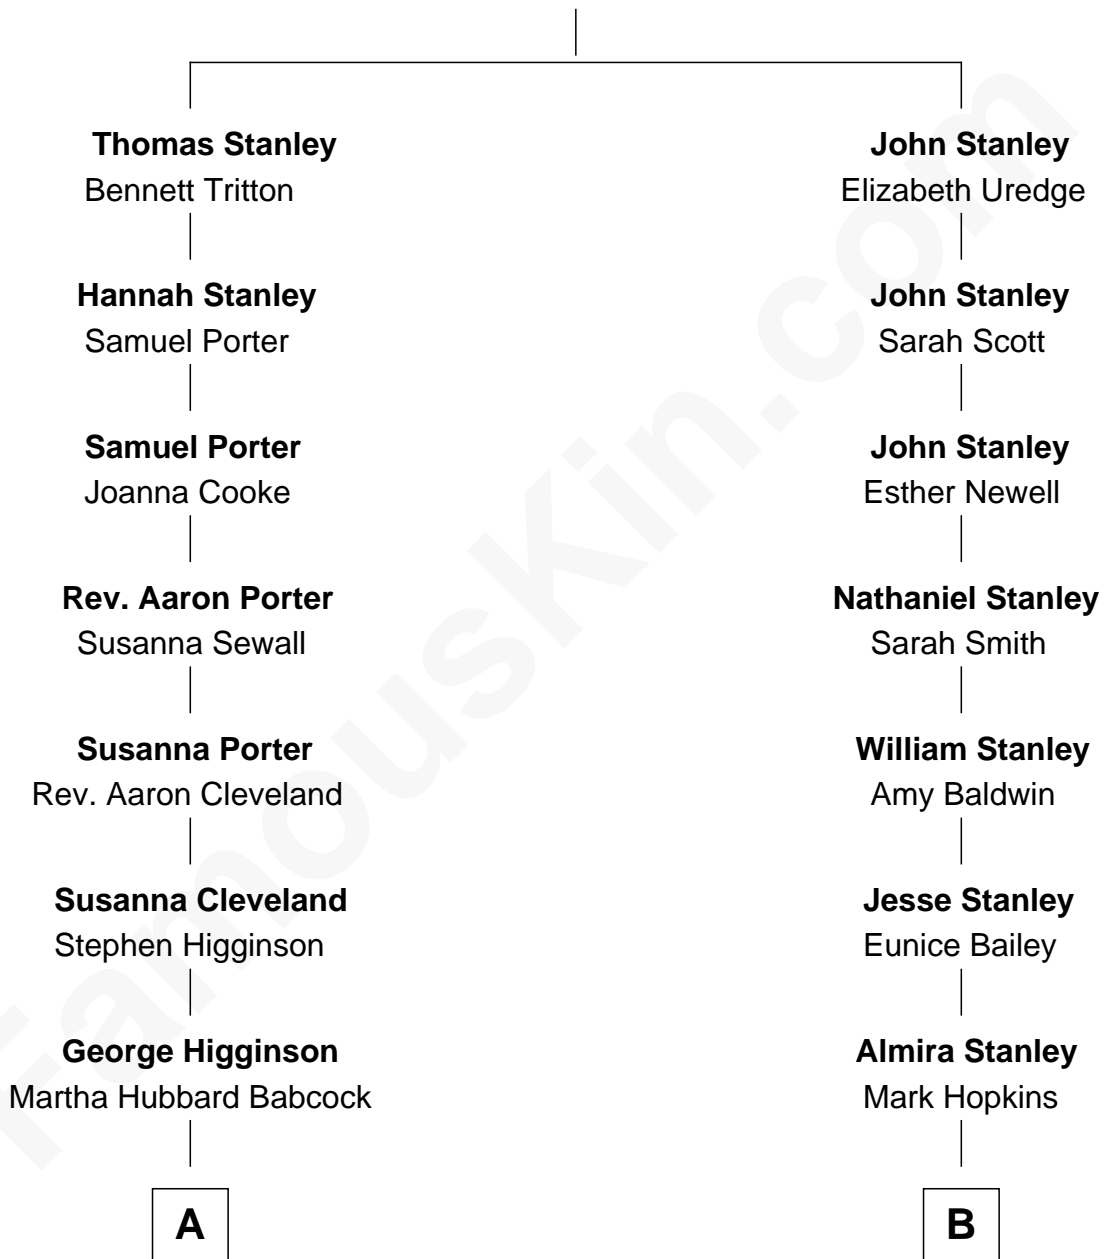 Thomas Stanley
Bennett Tritton
Hannah Stanley
Samuel Porter
Samuel Porter
Joanna Cooke
Rev. Aaron Porter
Susanna Sewall
Susanna Porter
Rev. Aaron Cleveland
Susanna Cleveland
Stephen Higginson
George Higginson
Martha Hubbard Babcock
A
John Stanley
Elizabeth Uredge
John Stanley
Sarah Scott
John Stanley
Esther Newell
Nathaniel Stanley
Sarah Smith
William Stanley
Amy Baldwin
Jesse Stanley
Eunice Bailey
Almira Stanley
Mark Hopkins
B
FamousKin.com